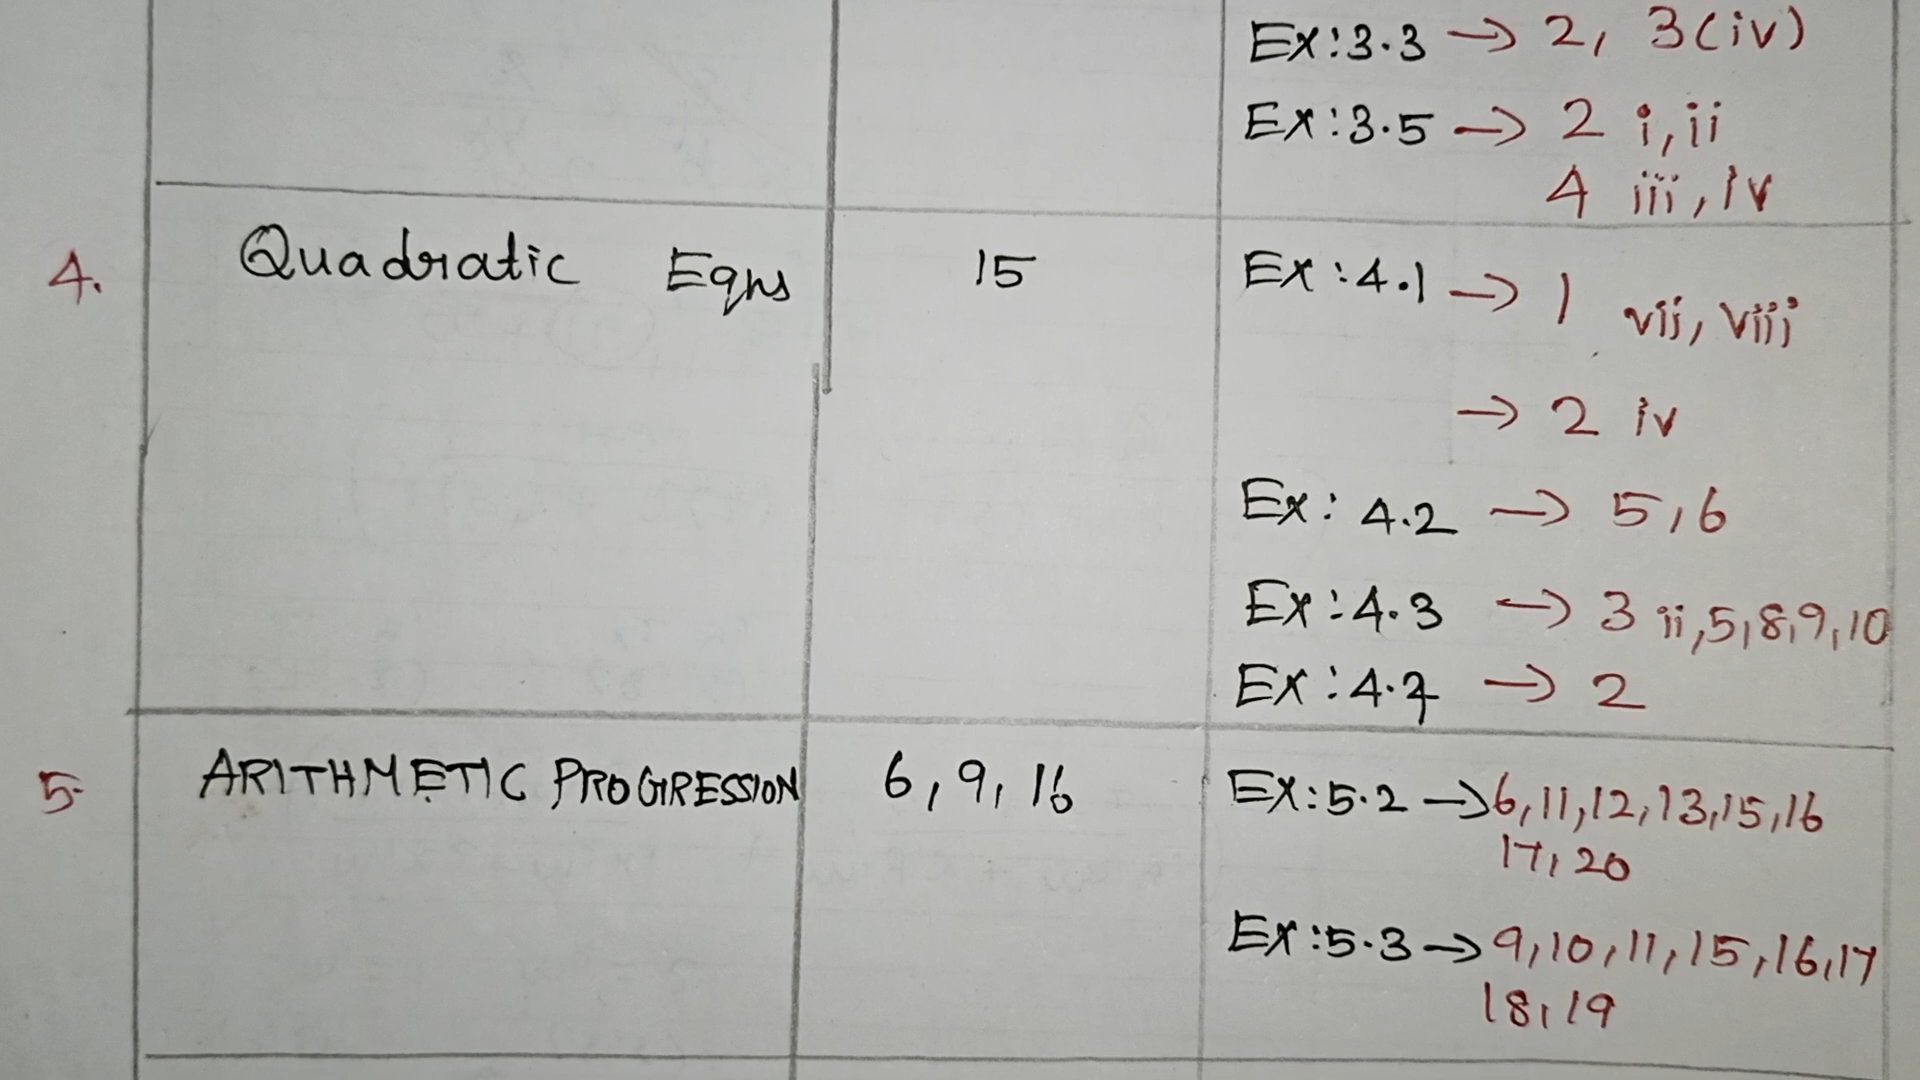 Ex:3.3 → 2, 3(iv)
Ex:3.5 → 2 i, ii
4 iii, iv
4. Quadratic Eqns 15 Ex:4.1 → 1 vii, viii
→ 2 iv
Ex: 4.2 → 5,6
Ex:4.3 → 3 ii,5,8,9,10
Ex: → 2
5. ARITHMETIC PROGRESSION 6, 9, 16 Ex:5.2 → 6,11,12,13,15,16
17, 20
Ex:5.3 → 9,10,11,15,16,17
18,19